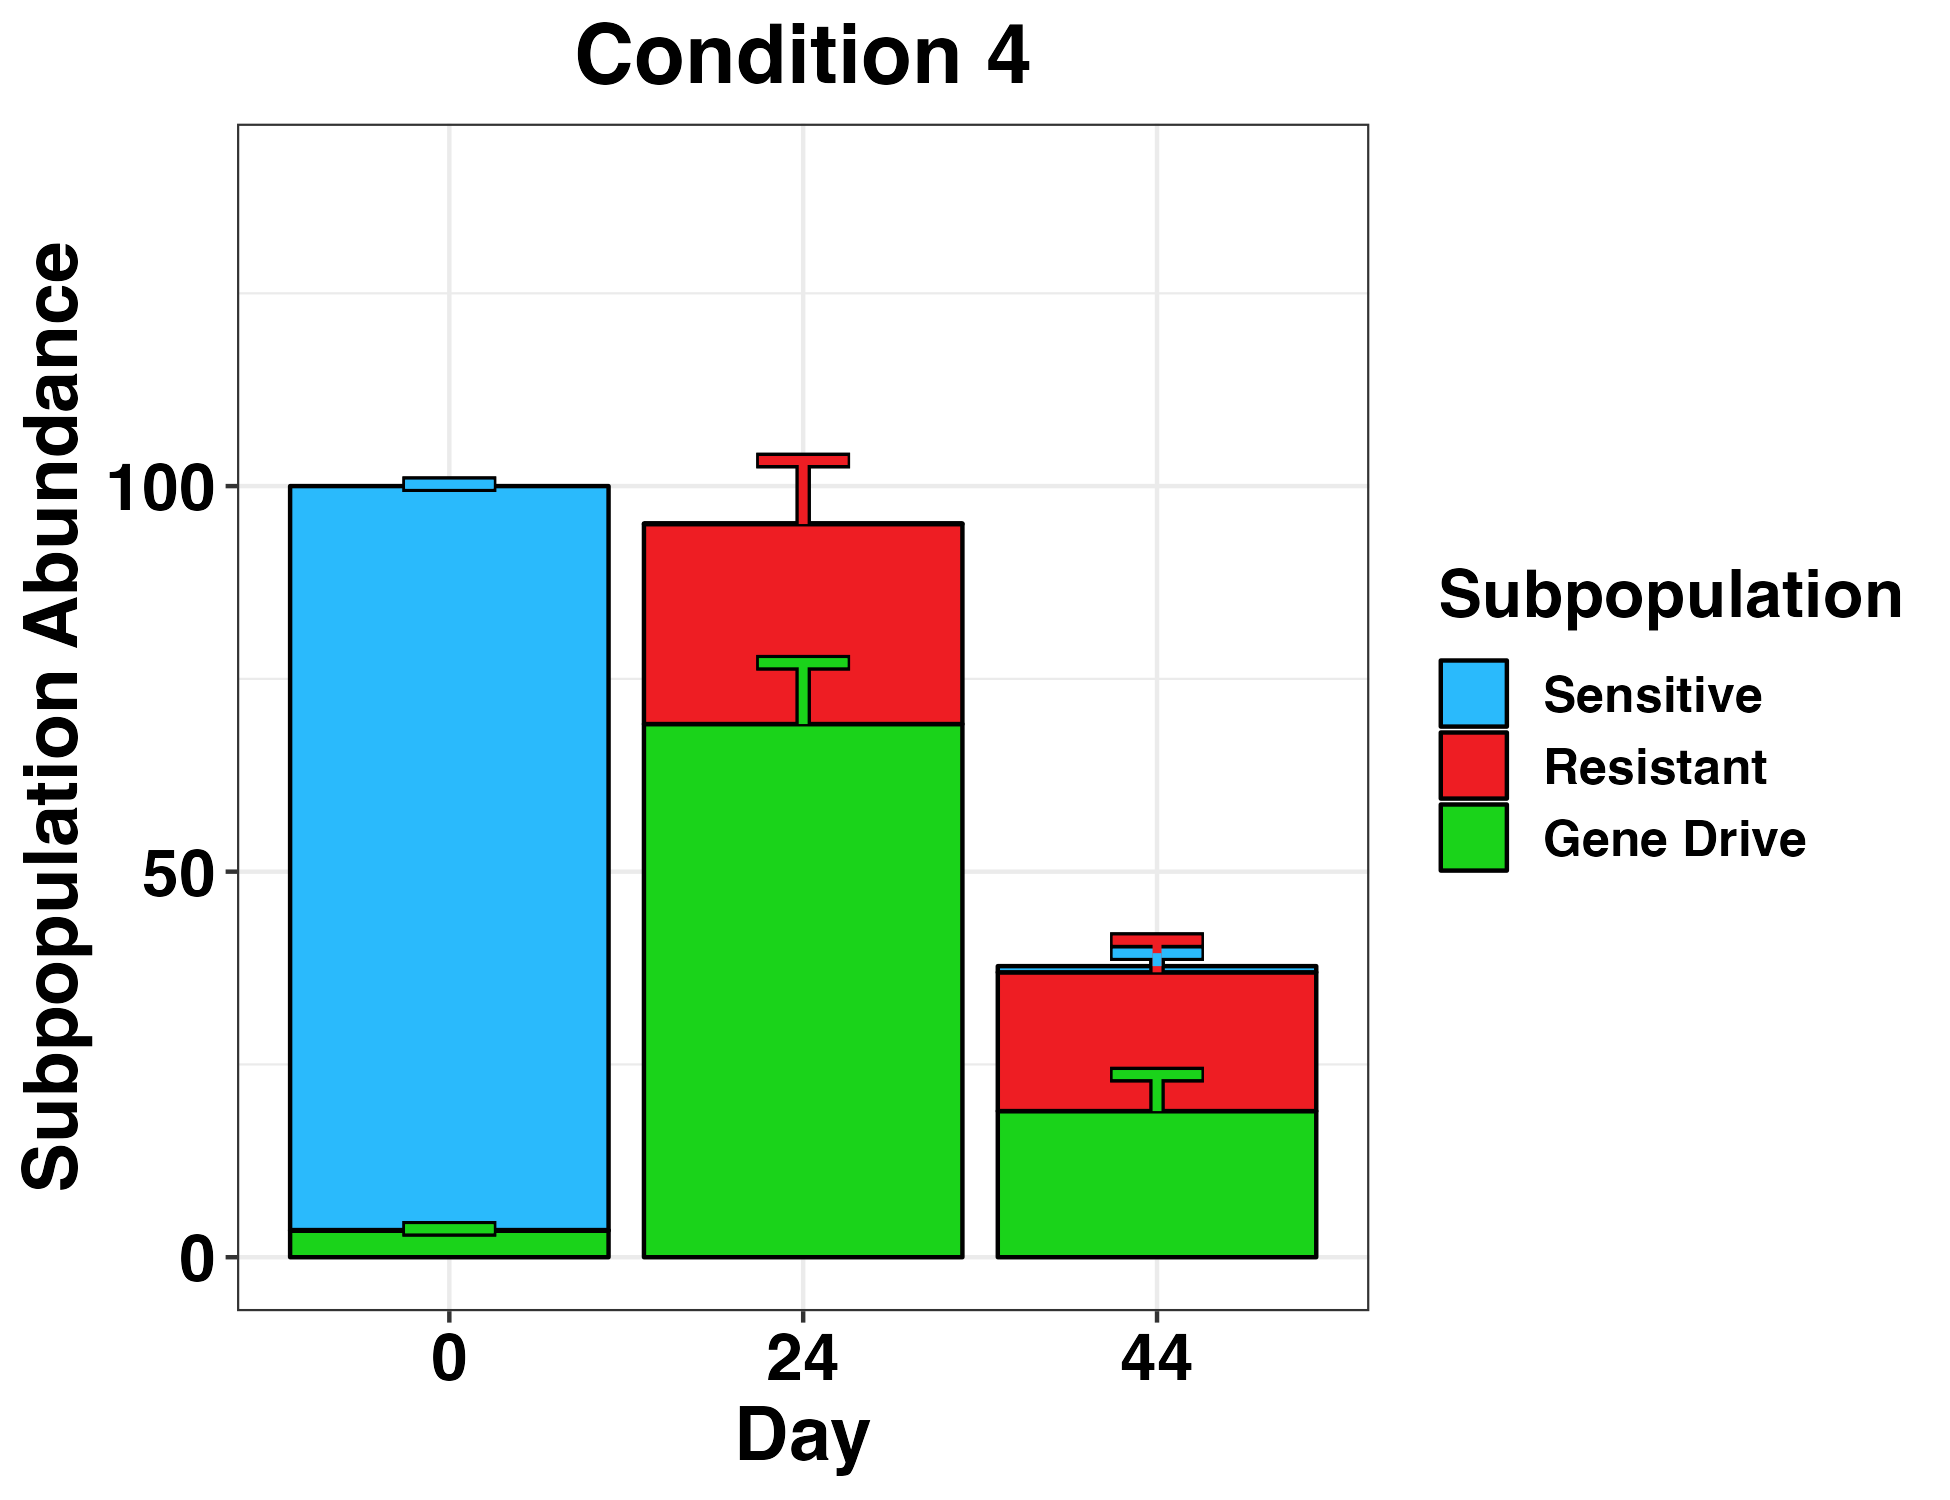 Condition 4
Subpopulation Abundance
100
50
0
0 24 44
Day
Subpopulation
Sensitive
Resistant
Gene Drive